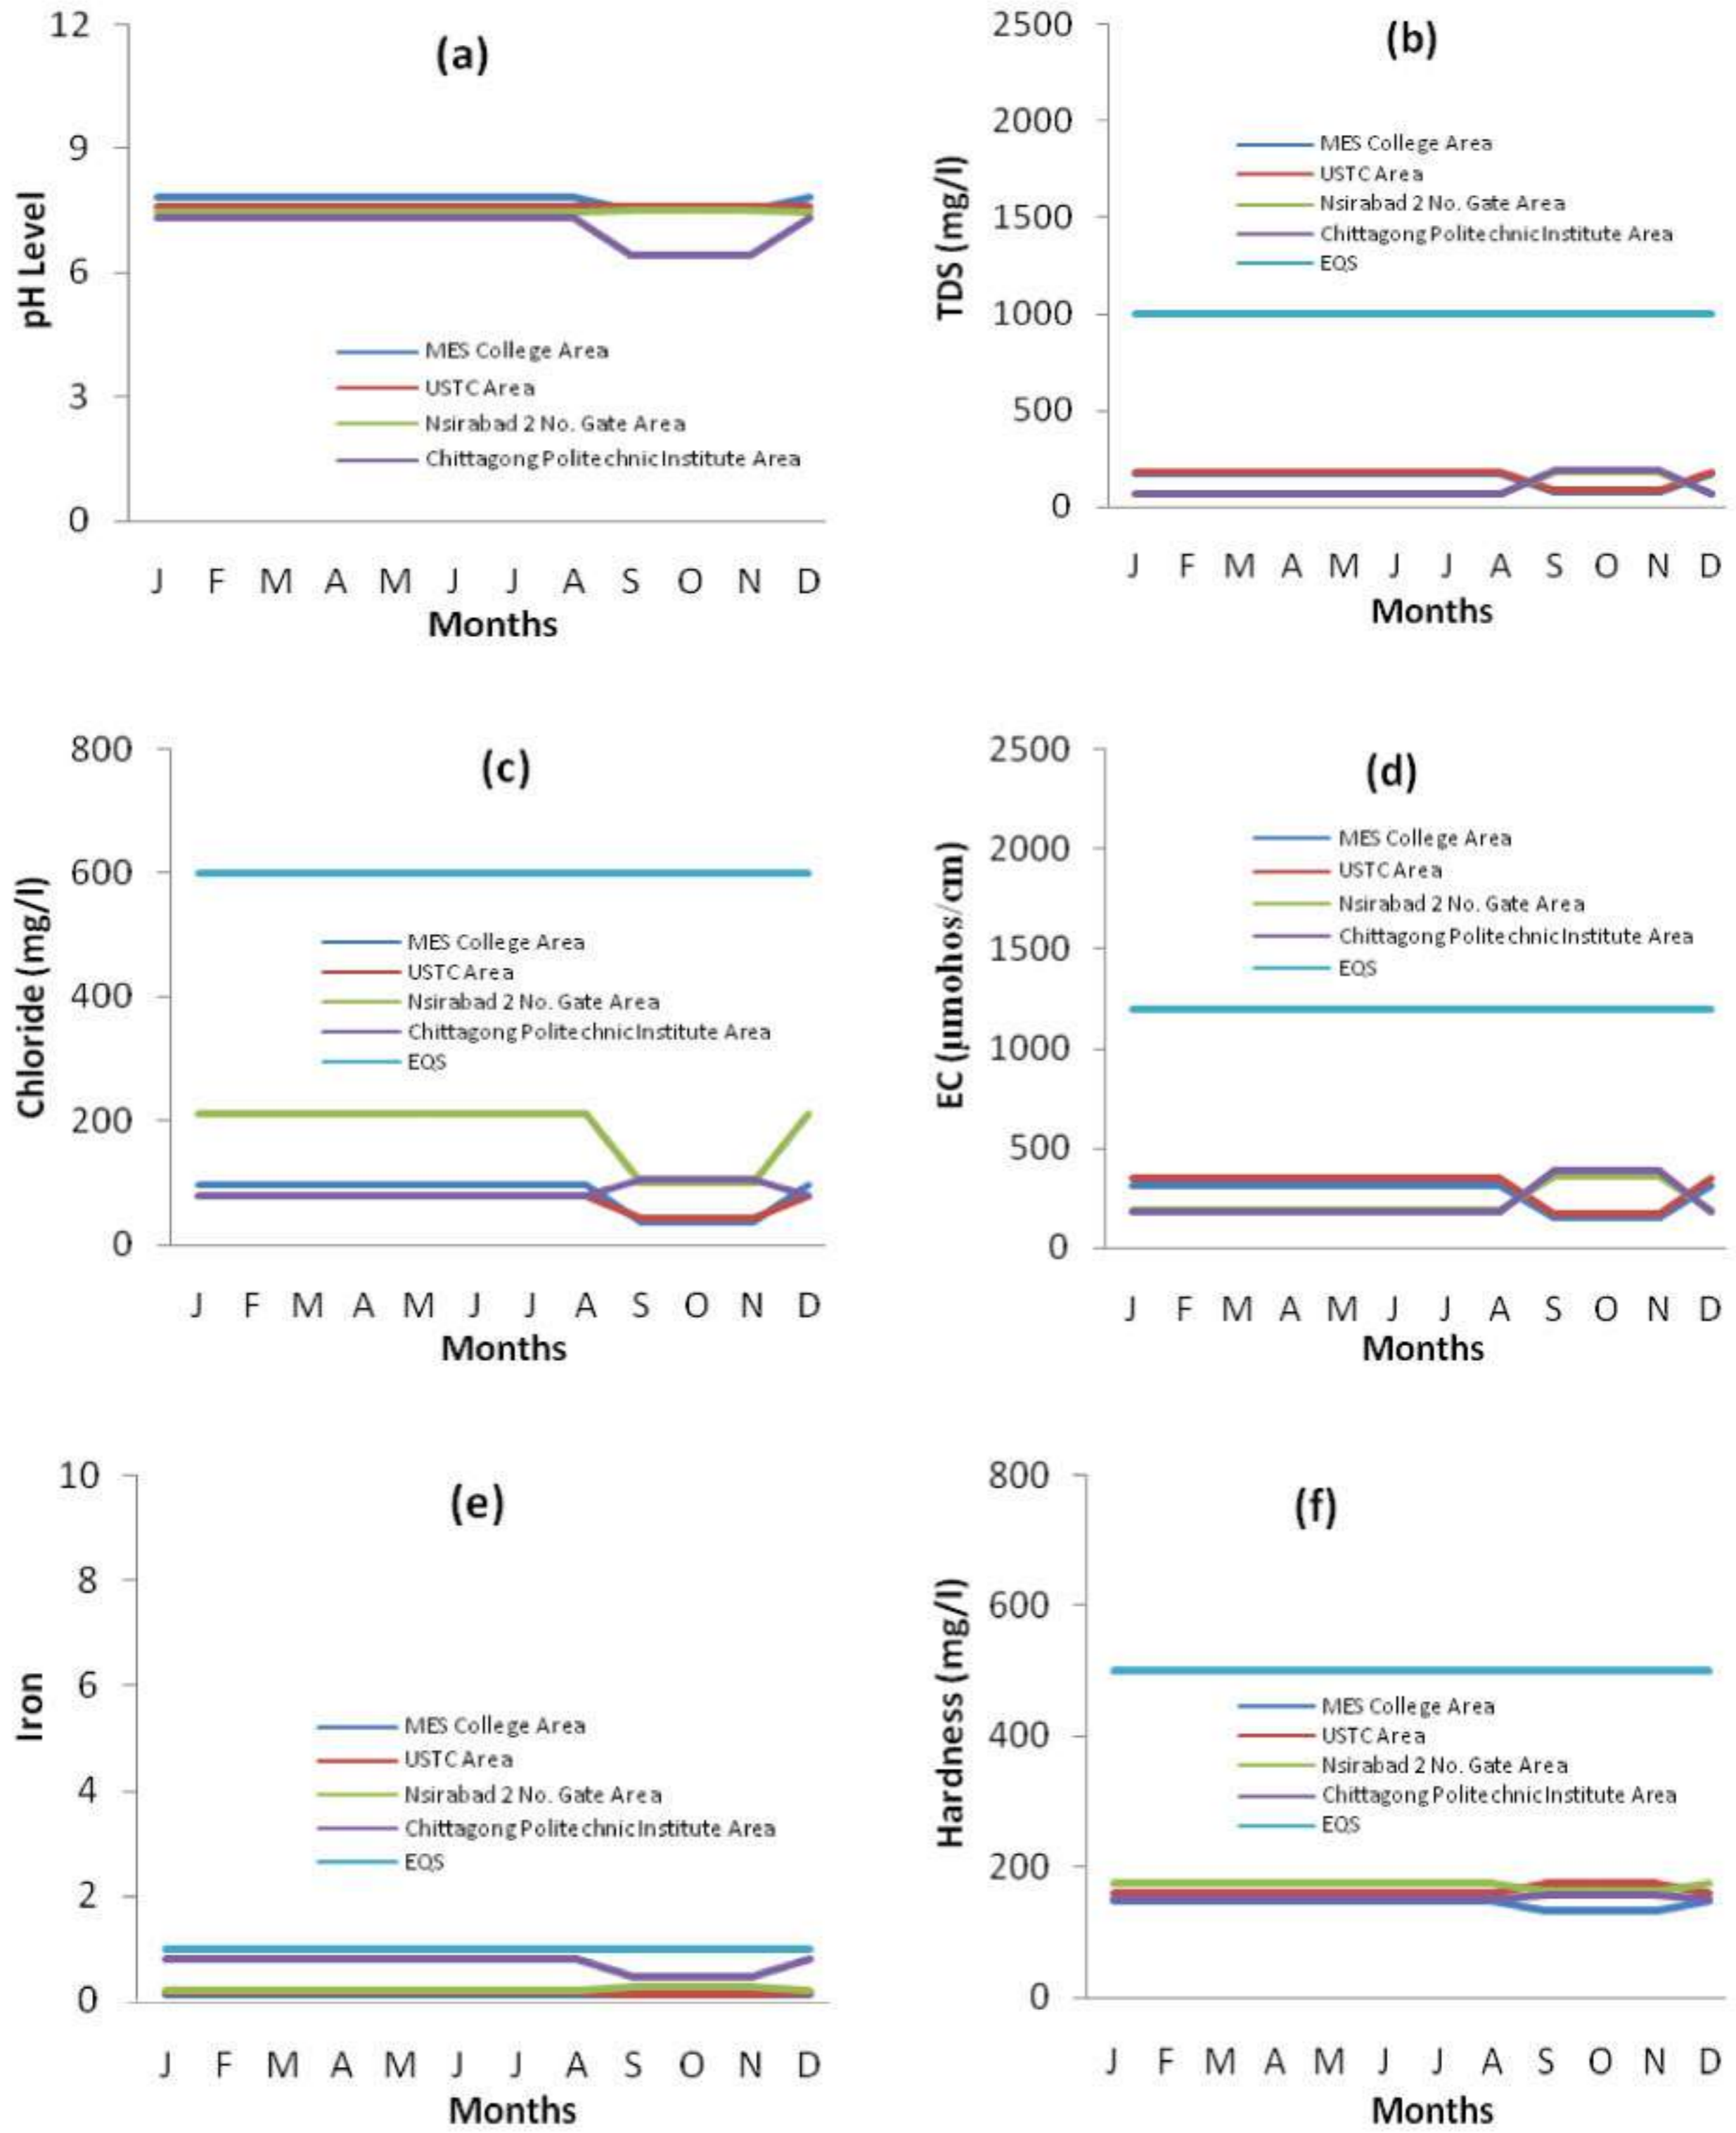 (a)
12
9
6
3
0
pH Level
MES College Area
USTC Area
Nsirabad 2 No. Gate Area
Chittagong Politechnic Institute Area
J F M A M J J A S O N D
Months
(b)
2500
2000
1500
1000
500
0
TDS (mg/l)
MES College Area
USTC Area
Nsirabad 2 No. Gate Area
Chittagong Politechnic Institute Area
EQS
J F M A M J J A S O N D
Months
(c)
800
600
400
200
0
Chloride (mg/l)
MES College Area
USTC Area
Nsirabad 2 No. Gate Area
Chittagong Politechnic Institute Area
EQS
J F M A M J J A S O N D
Months
(d)
2500
2000
1500
1000
500
0
EC (µmohos/cm)
MES College Area
USTC Area
Nsirabad 2 No. Gate Area
Chittagong Politechnic Institute Area
EQS
J F M A M J J A S O N D
Months
(e)
10
8
6
4
2
0
Iron
MES College Area
USTC Area
Nsirabad 2 No. Gate Area
Chittagong Politechnic Institute Area
EQS
J F M A M J J A S O N D
Months
(f)
800
600
400
200
0
Hardness (mg/l)
MES College Area
USTC Area
Nsirabad 2 No. Gate Area
Chittagong Politechnic Institute Area
EQS
J F M A M J J A S O N D
Months